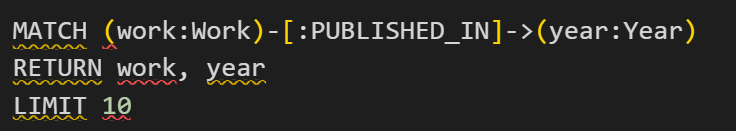 MATCH (work:Work)-[:PUBLISHED_IN]->(year:Year)
RETURN work, year
LIMIT 10